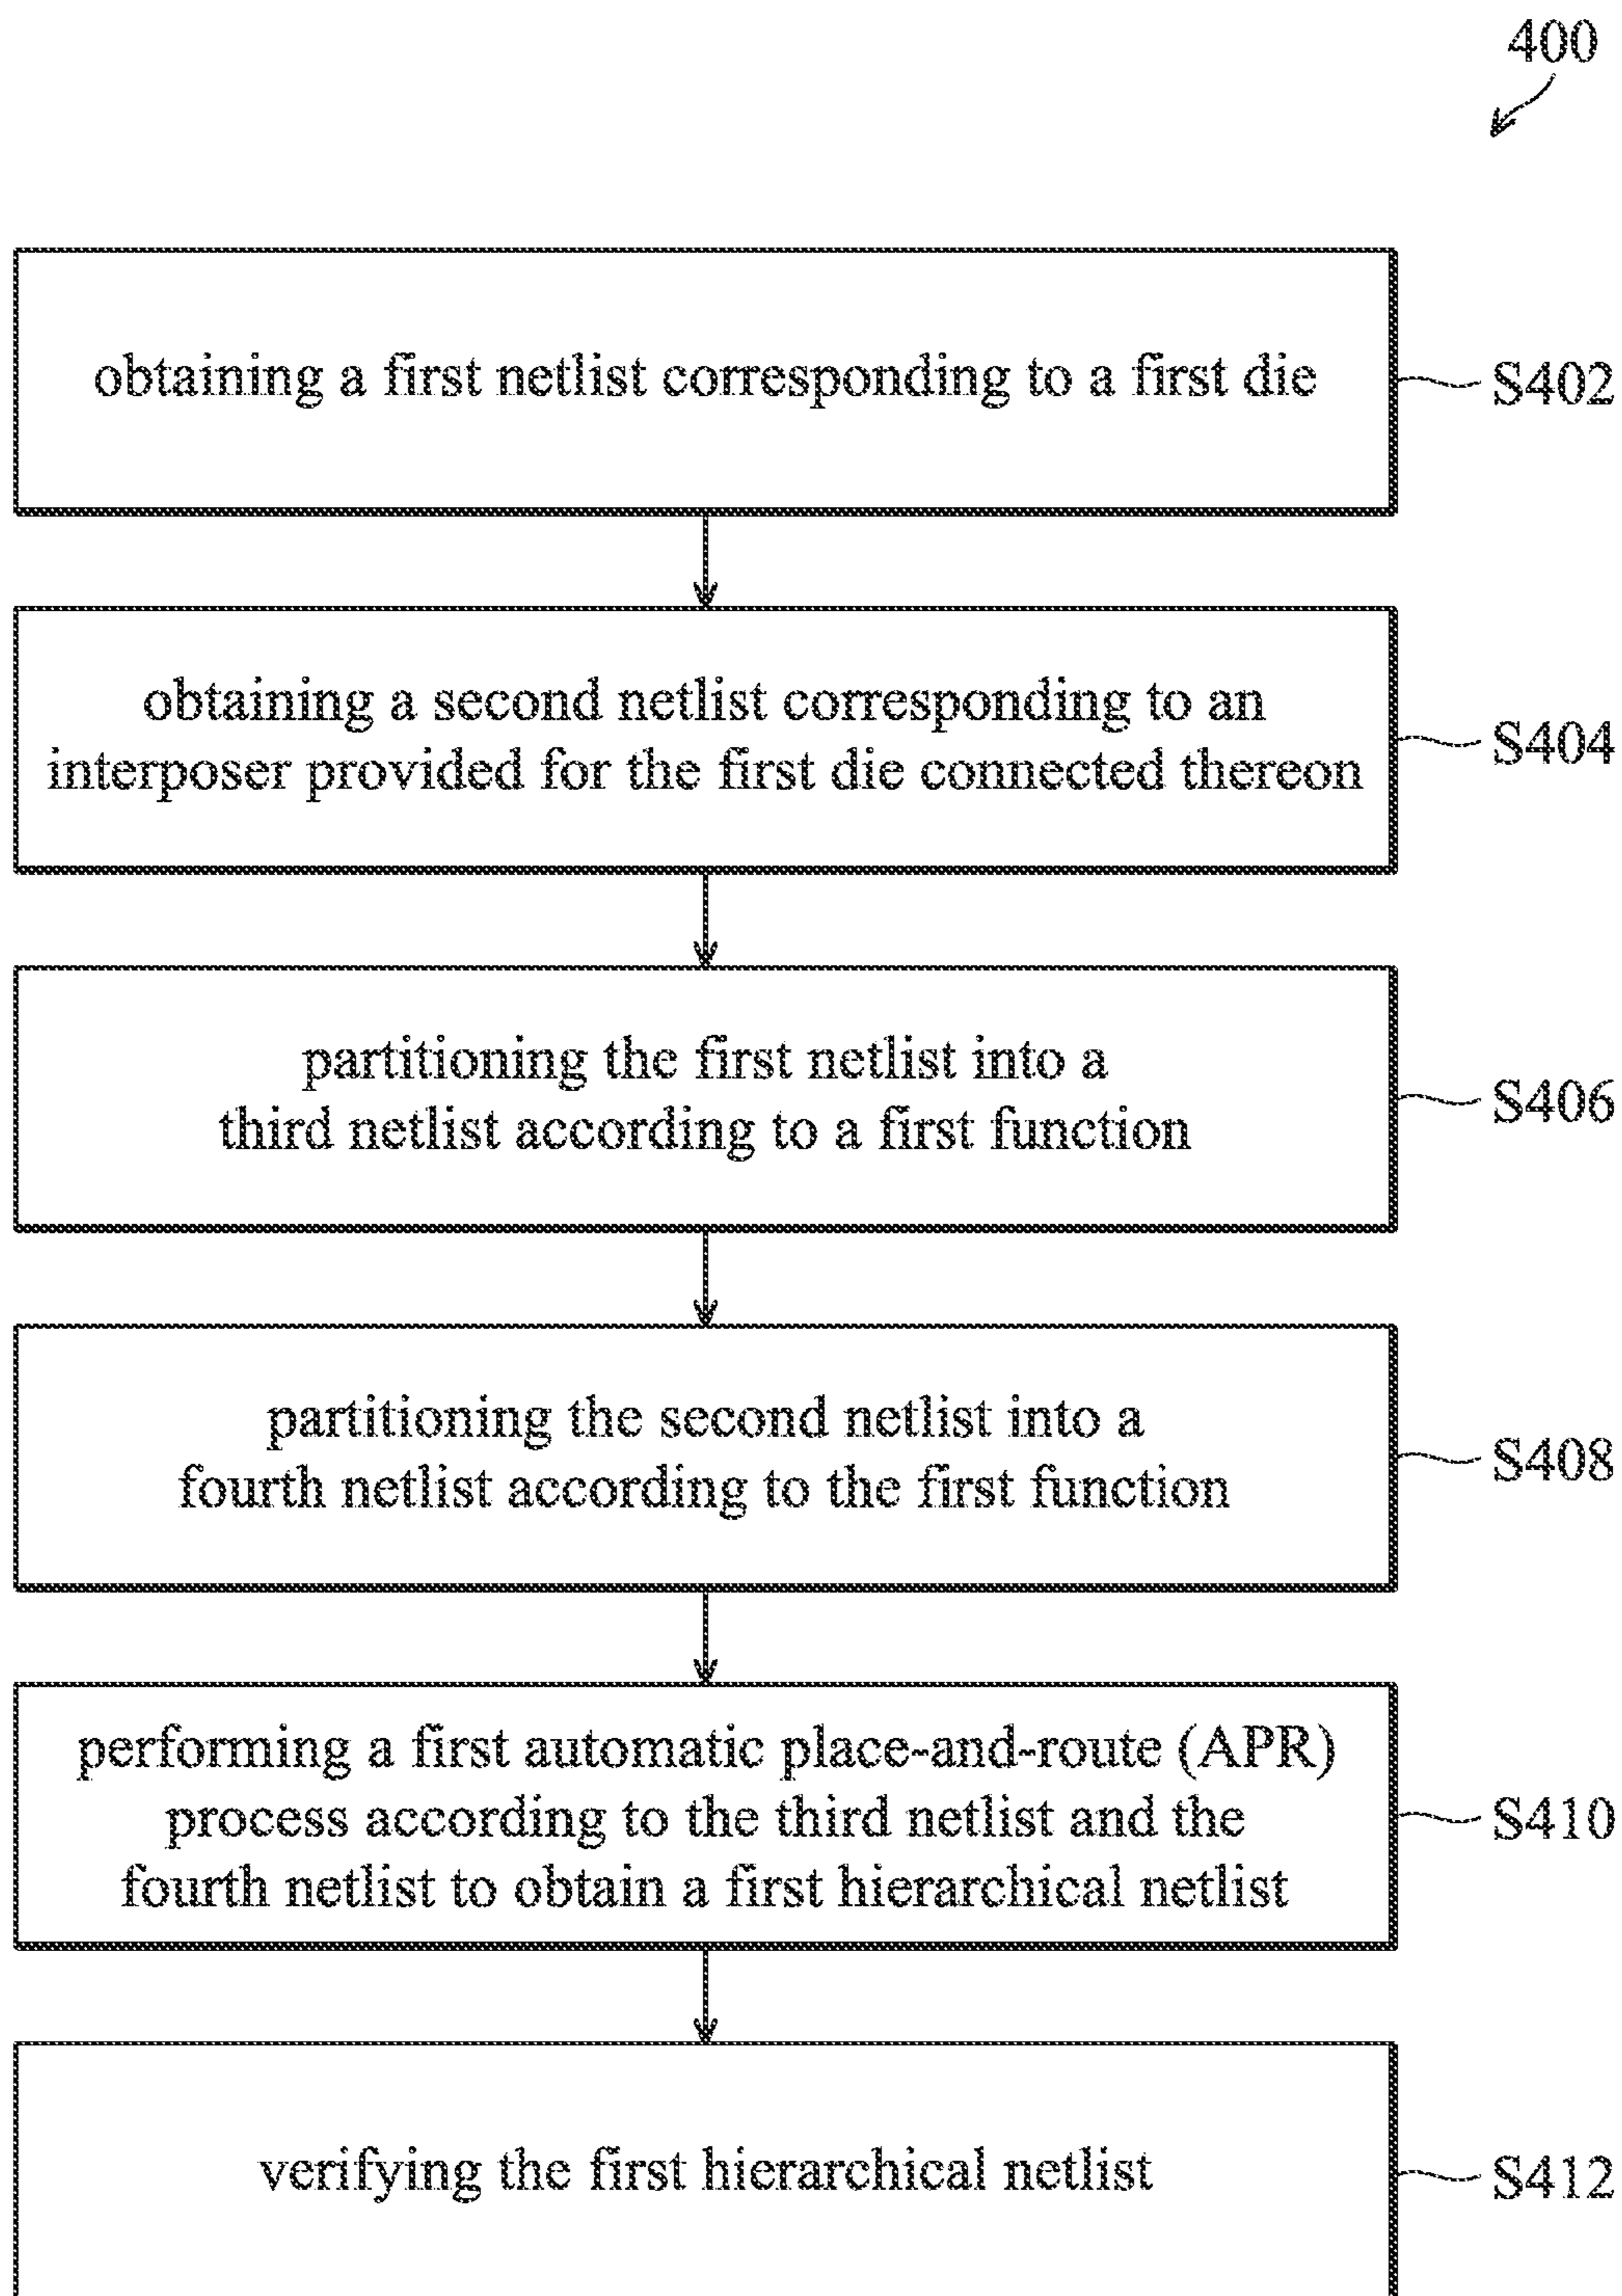 400
obtaining a first netlist corresponding to a first die
S402
obtaining a second netlist corresponding to an
interposer provided for the first die connected thereon
S404
partitioning the first netlist into a
third netlist according to a first function
S406
partitioning the second netlist into a
fourth netlist according to the first function
S408
performing a first automatic place-and-route (APR)
process according to the third netlist and the
fourth netlist to obtain a first hierarchical netlist
S410
verifying the first hierarchical netlist
S412